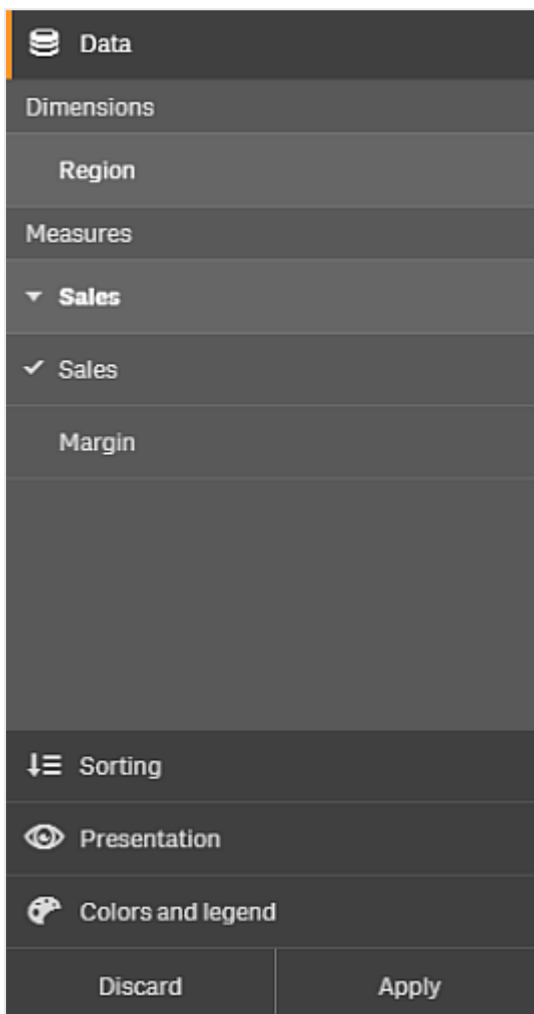 Data
Dimensions
Region
Measures
Sales
Sales
Margin
Sorting
Presentation
Colors and legend
Discard Apply